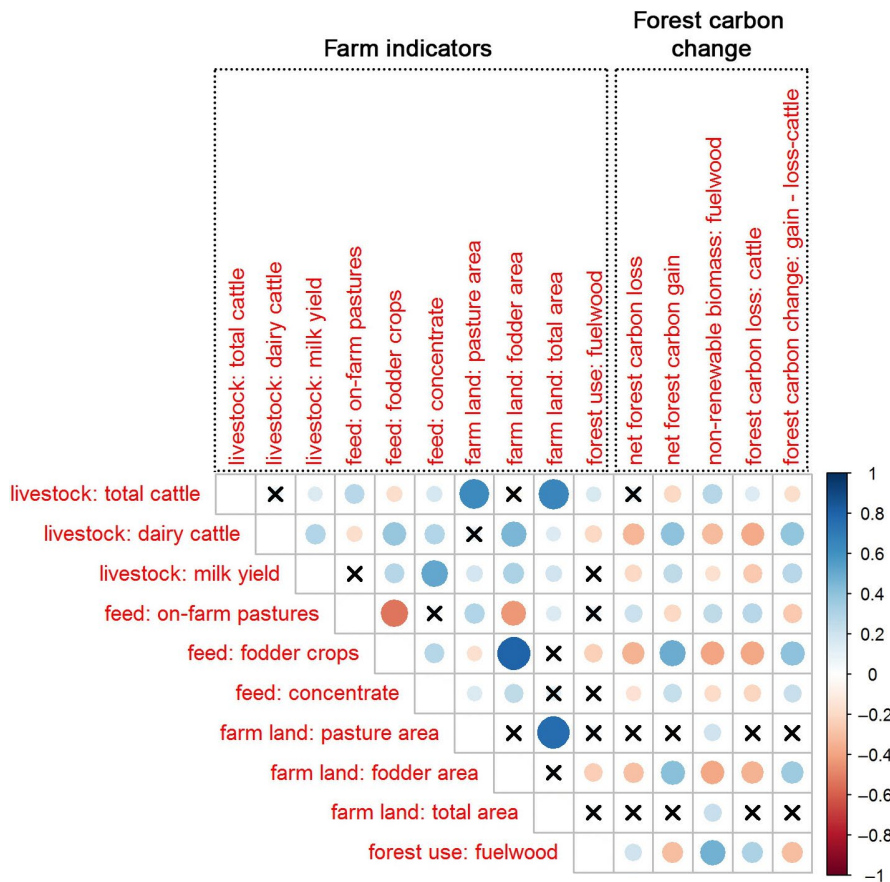 Farm indicators
Forest carbon
change
livestock: total cattle
livestock: dairy cattle
livestock: milk yield
feed: on-farm pastures
feed: fodder crops
feed: concentrate
farm land: pasture area
farm land: fodder area
farm land: total area
forest use: fuelwood
net forest carbon loss
net forest carbon gain
non-renewable biomass: fuelwood
forest carbon loss: cattle
forest carbon change: gain - loss-cattle
livestock: total cattle
livestock: dairy cattle
livestock: milk yield
feed: on-farm pastures
feed: fodder crops
feed: concentrate
farm land: pasture area
farm land: fodder area
farm land: total area
forest use: fuelwood
1
0.8
0.6
0.4
0.2
0
−0.2
−0.4
−0.6
−0.8
−1